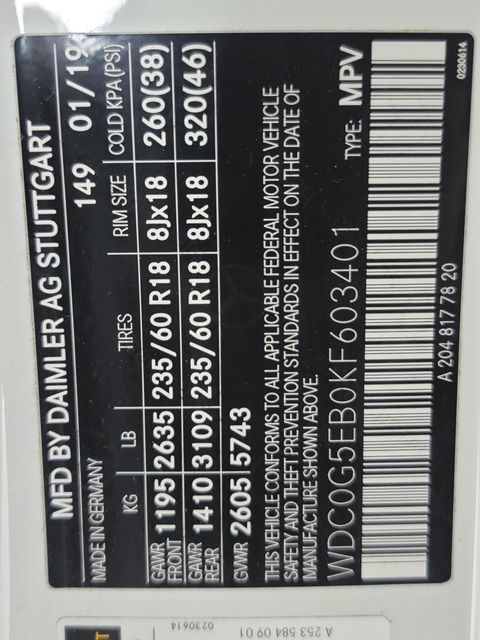 MFD BY DAIMLER AG STUTTGART
MADE IN GERMANY 149 01/19
KG LB TIRES RIM SIZE COLD KPA(PSI)
GAWR FRONT 1195 2635 235/60 R18 8Jx18 260(38)
GAWR REAR 1410 3109 235/60 R18 8Jx18 320(46)
GVWR 2605 5743
THIS VEHICLE CONFORMS TO ALL APPLICABLE FEDERAL MOTOR VEHICLE
SAFETY AND THEFT PREVENTION STANDARDS IN EFFECT ON THE DATE OF
MANUFACTURE SHOWN ABOVE.
WDC0G5EB0KF603401 TYPE: MPV
A 204 817 78 20
0230614
A 253 584 09 01
0230614